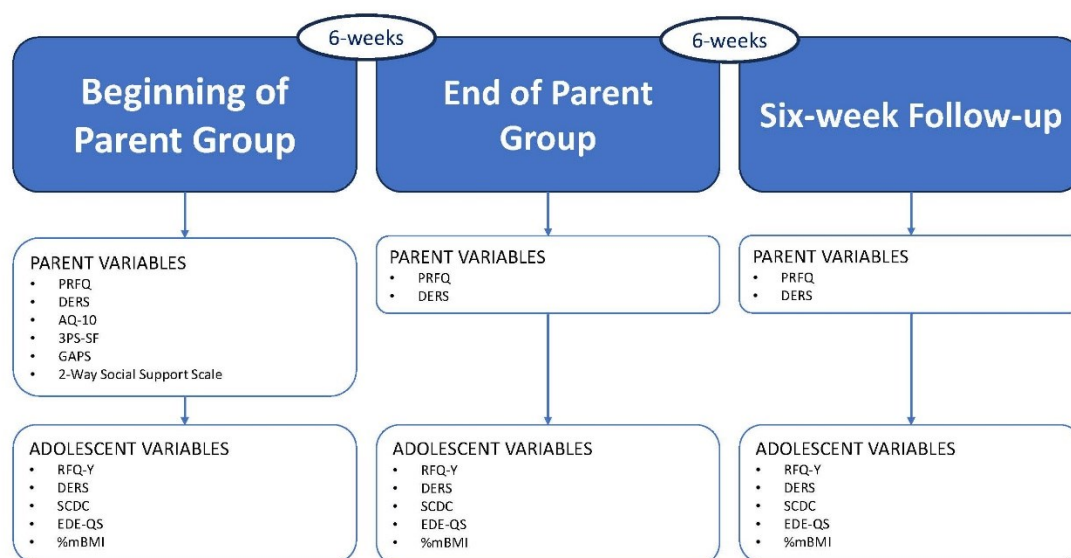 6-weeks
6-weeks
Beginning of
Parent Group
End of Parent
Group
Six-week Follow-up
PARENT VARIABLES
• PRFQ
• DERS
• AQ-10
• 3PS-SF
• GAPS
• 2-Way Social Support Scale
PARENT VARIABLES
• PRFQ
• DERS
PARENT VARIABLES
• PRFQ
• DERS
ADOLESCENT VARIABLES
• RFQ-Y
• DERS
• SCDC
• EDE-QS
• %mBMI
ADOLESCENT VARIABLES
• RFQ-Y
• DERS
• SCDC
• EDE-QS
• %mBMI
ADOLESCENT VARIABLES
• RFQ-Y
• DERS
• SCDC
• EDE-QS
• %mBMI